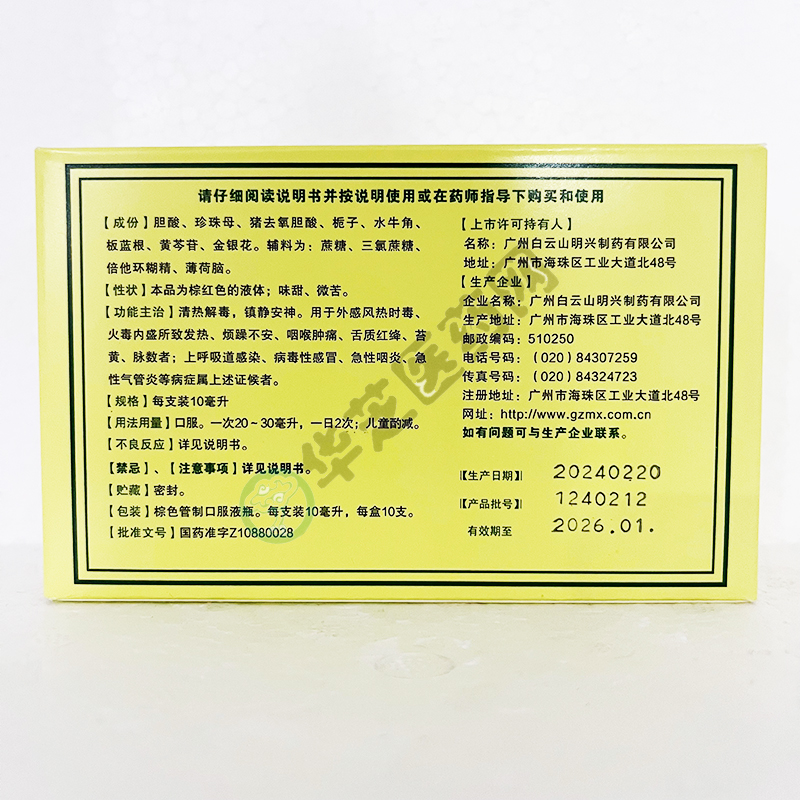 请仔细阅读说明书并按说明使用或在药师指导下购买和使用
【成份】胆酸、珍珠母、猪去氧胆酸、栀子、水牛角、
板蓝根、黄芩苷、金银花。辅料为：蔗糖、三氯蔗糖、
倍他环糊精、薄荷脑。
【性状】本品为棕红色的液体；味甜、微苦。
【功能主治】清热解毒，镇静安神。用于外感风热时毒、
火毒内盛所致发热、烦躁不安、咽喉肿痛、舌质红绛、苔
黄、脉数者；上呼吸道感染、病毒性感冒、急性咽炎、急
性气管炎等病症属上述证候者。
【规格】每支装10毫升
【用法用量】口服。一次20～30毫升，一日2次；儿童酌减。
【不良反应】详见说明书。
【禁忌】、【注意事项】详见说明书。
【贮藏】密封。
【包装】棕色管制口服液瓶。每支装10毫升，每盒10支。
【批准文号】国药准字Z10880028
【上市许可持有人】
名称：广州白云山明兴制药有限公司
地址：广州市海珠区工业大道北48号
【生产企业】
企业名称：广州白云山明兴制药有限公司
生产地址：广州市海珠区工业大道北48号
邮政编码：510250
电话号码：（020）84307259
传真号码：（020）84324723
注册地址：广州市海珠区工业大道北48号
网址：http://www.gzmx.com.cn
如有问题可与生产企业联系。
【生产日期】 20240220
【产品批号】 1240212
有效期至 2026.01.
华芝医药网